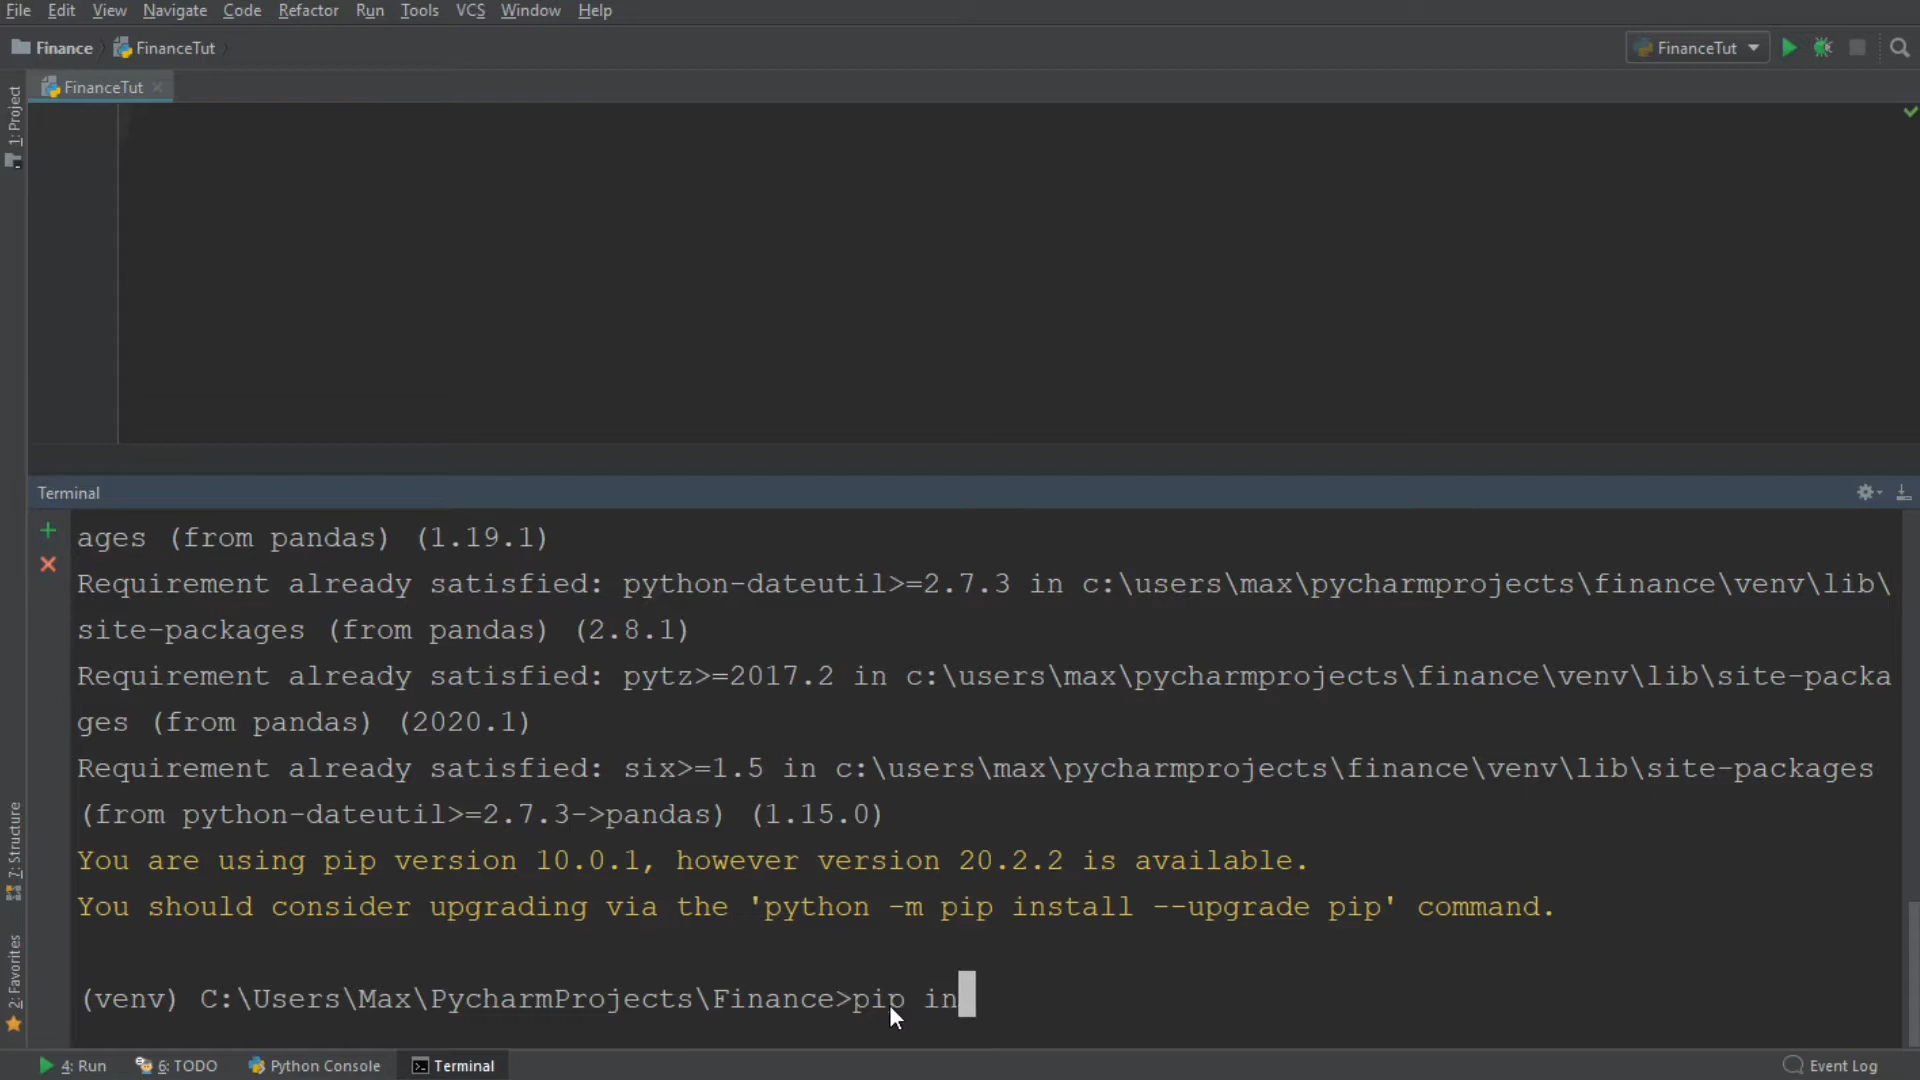 File Edit View Navigate Code Refactor Run Tools VCS Window Help
Finance FinanceTut FinanceTut
FinanceTut
1: Project
Terminal
ages (from pandas) (1.19.1)
Requirement already satisfied: python-dateutil>=2.7.3 in c:\users\max\pycharmprojects\finance\venv\lib\
site-packages (from pandas) (2.8.1)
Requirement already satisfied: pytz>=2017.2 in c:\users\max\pycharmprojects\finance\venv\lib\site-packa
ges (from pandas) (2020.1)
Requirement already satisfied: six>=1.5 in c:\users\max\pycharmprojects\finance\venv\lib\site-packages
(from python-dateutil>=2.7.3->pandas) (1.15.0)
You are using pip version 10.0.1, however version 20.2.2 is available.
You should consider upgrading via the 'python -m pip install --upgrade pip' command.
(venv) C:\Users\Max\PycharmProjects\Finance>pip in
7: Structure
2: Favorites
4: Run 6: TODO Python Console Terminal Event Log